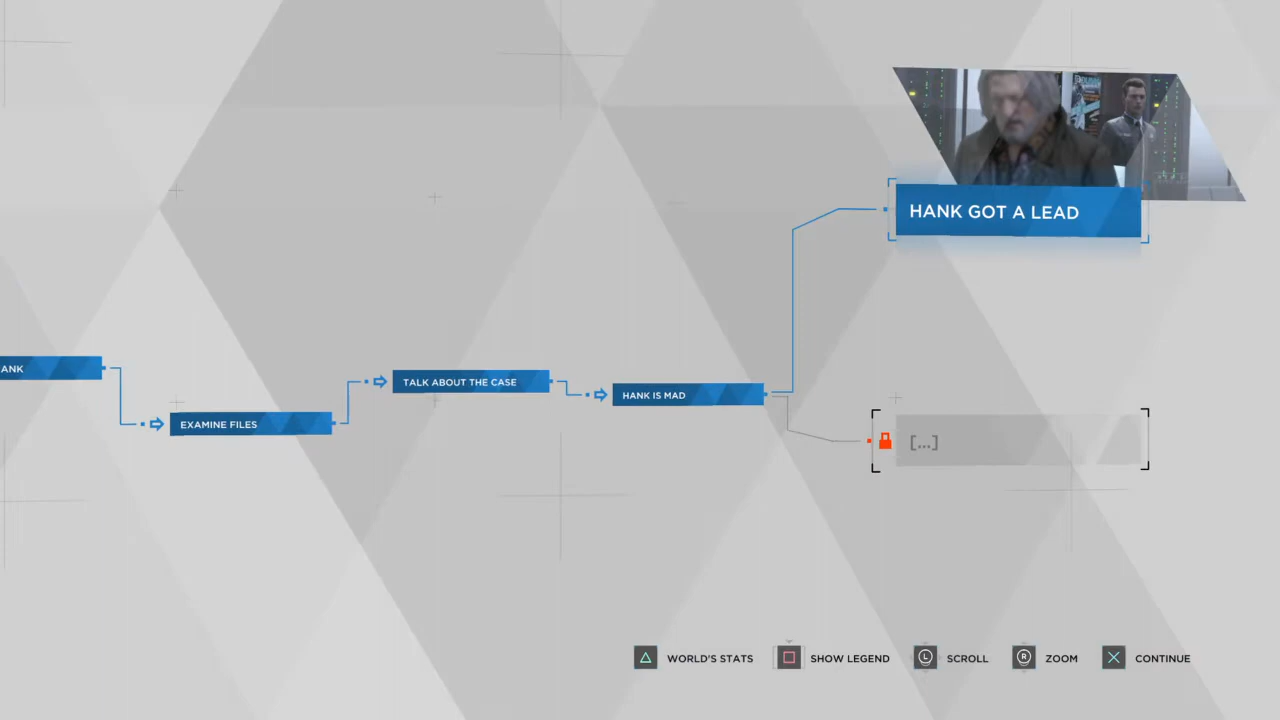 HANK GOT A LEAD
ANK
TALK ABOUT THE CASE
HANK IS MAD
EXAMINE FILES
[...]
WORLD'S STATS
SHOW LEGEND
L
SCROLL
R
ZOOM
CONTINUE